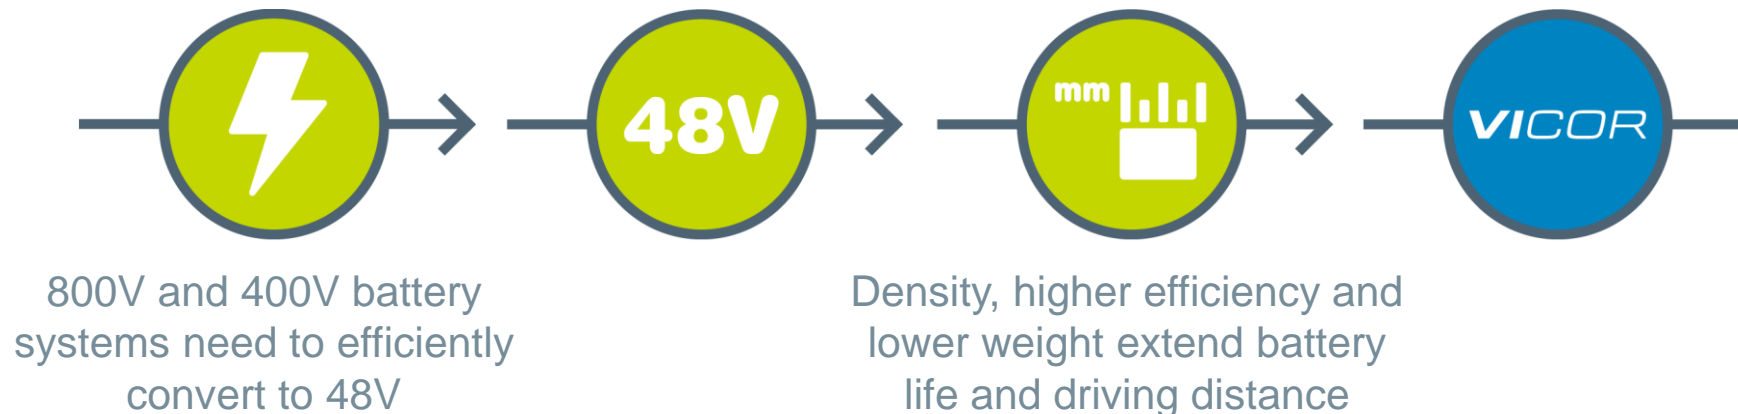 48V
mm
VICOR
800V and 400V battery
systems need to efficiently
convert to 48V
Density, higher efficiency and
lower weight extend battery
life and driving distance